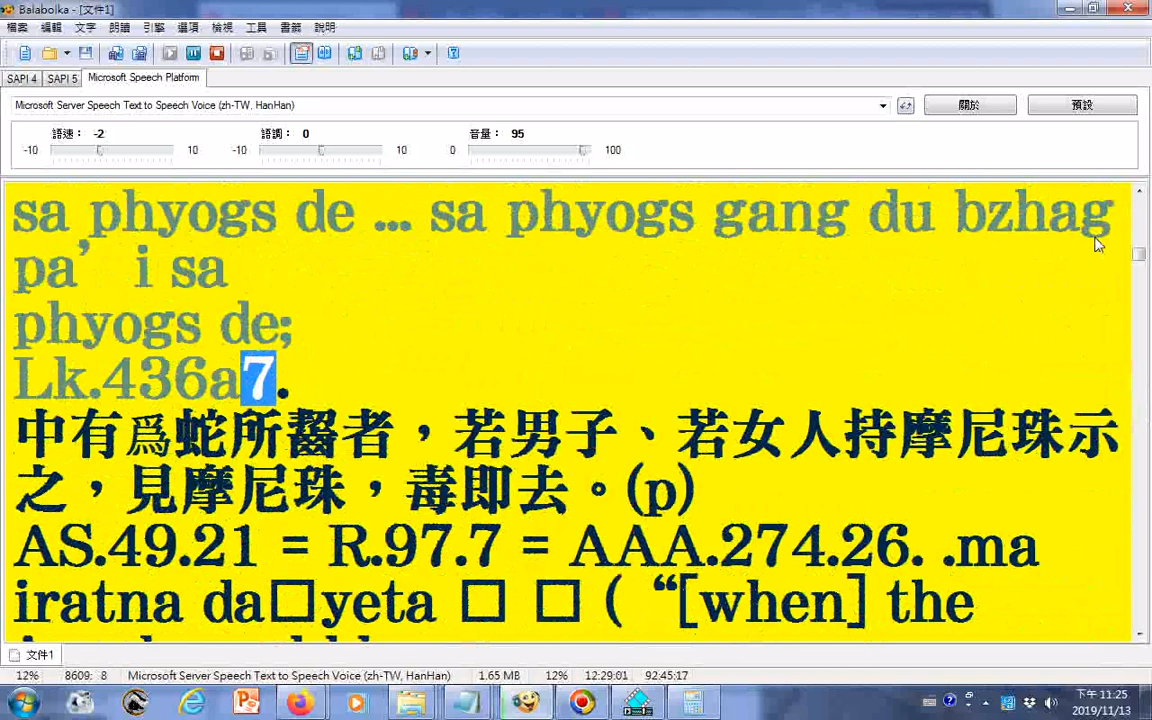 Balabolka - [文件1]
檔案 編輯 文字 朗讀 引擎 選項 檢視 工具 書籤 說明
SAPI 4 SAPI 5 Microsoft Speech Platform
Microsoft Server Speech Text to Speech Voice (zh-TW, HanHan) 關於 預設
語速： -2 語調： 0 音量： 95
-10 10 -10 10 0 100
sa phyogs de ... sa phyogs gang du bzhag
pa’ i sa
phyogs de;
Lk.436a7.
中有爲蛇所齧者，若男子、若女人持摩尼珠示
之，見摩尼珠，毒即去。(p)
AS.49.21 = R.97.7 = AAA.274.26. .ma
iratna da□yeta □ □ ( “[when] the
文件1
12% 8609: 8 Microsoft Server Speech Text to Speech Voice (zh-TW, HanHan) 1.65 MB 12% 12:29:01 92:45:17
下午 11:25
2019/11/13